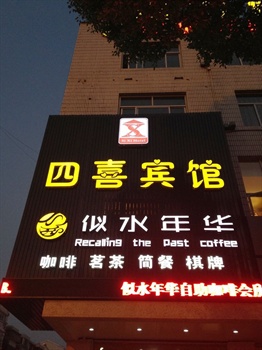 四喜宾馆
似水年华
Recalling the Past coffee
咖啡 茗茶 简餐 棋牌
似水年华自助咖啡会所